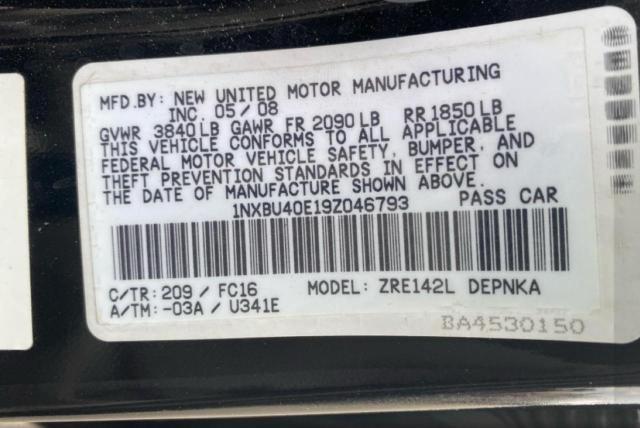 MFD.BY: NEW UNITED MOTOR MANUFACTURING
INC. 05/08
GVWR 3840LB GAWR FR 2090LB RR 1850LB
THIS VEHICLE CONFORMS TO ALL APPLICABLE
FEDERAL MOTOR VEHICLE SAFETY, BUMPER, AND
THEFT PREVENTION STANDARDS IN EFFECT ON
THE DATE OF MANUFACTURE SHOWN ABOVE.
1NXBU40E19Z046793 PASS CAR
C/TR: 209 / FC16 MODEL: ZRE142L DEPNKA
A/TM: -03A / U341E
BA4530150